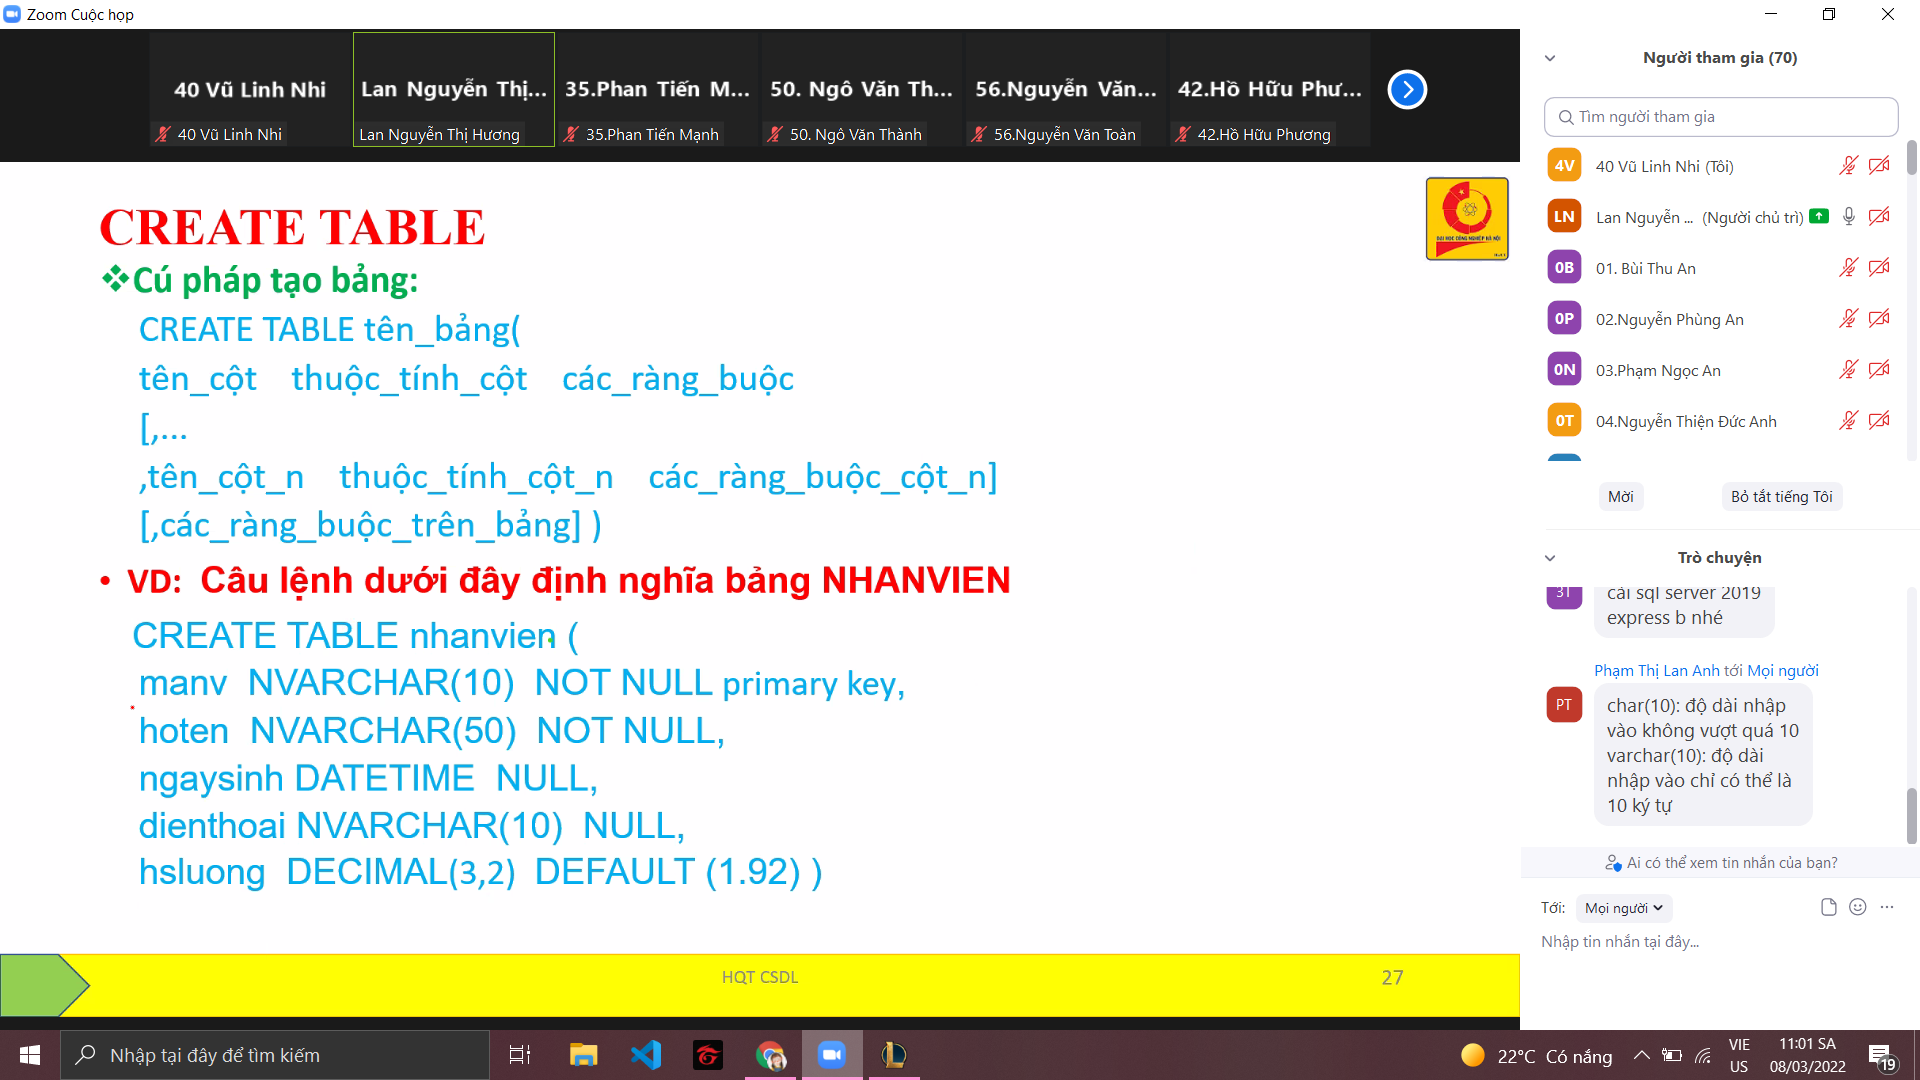 Zoom Cuộc họp
40 Vũ Linh Nhi
Lan Nguyễn Thị...
35.Phan Tiến M...
50. Ngô Văn Th...
56.Nguyễn Văn...
42.Hồ Hữu Phư...
40 Vũ Linh Nhi
Lan Nguyễn Thị Hương
35.Phan Tiến Mạnh
50. Ngô Văn Thành
56.Nguyễn Văn Toàn
42.Hồ Hữu Phương
CREATE TABLE
❖Cú pháp tạo bảng:
CREATE TABLE tên_bảng(
tên_cột thuộc_tính_cột các_ràng_buộc
[,...
,tên_cột_n thuộc_tính_cột_n các_ràng_buộc_cột_n]
[,các_ràng_buộc_trên_bảng] )
• VD: Câu lệnh dưới đây định nghĩa bảng NHANVIEN
CREATE TABLE nhanvien (
manv NVARCHAR(10) NOT NULL primary key,
hoten NVARCHAR(50) NOT NULL,
ngaysinh DATETIME NULL,
dienthoai NVARCHAR(10) NULL,
hsluong DECIMAL(3,2) DEFAULT (1.92) )
ĐẠI HỌC CÔNG NGHIỆP HÀ NỘI
HQT CSDL
27
Người tham gia (70)
Tìm người tham gia
4V 40 Vũ Linh Nhi (Tôi)
LN Lan Nguyễn ... (Người chủ trì)
0B 01. Bùi Thu An
0P 02.Nguyễn Phùng An
0N 03.Phạm Ngọc An
0T 04.Nguyễn Thiện Đức Anh
Mời
Bỏ tắt tiếng Tôi
Trò chuyện
3T
cài sql server 2019
express b nhé
Phạm Thị Lan Anh tới Mọi người
PT
char(10): độ dài nhập
vào không vượt quá 10
varchar(10): độ dài
nhập vào chỉ có thể là
10 ký tự
Ai có thể xem tin nhắn của bạn?
Tới: Mọi người
Nhập tin nhắn tại đây...
Nhập tại đây để tìm kiếm
22°C Có nắng
VIE
US
11:01 SA
08/03/2022
19